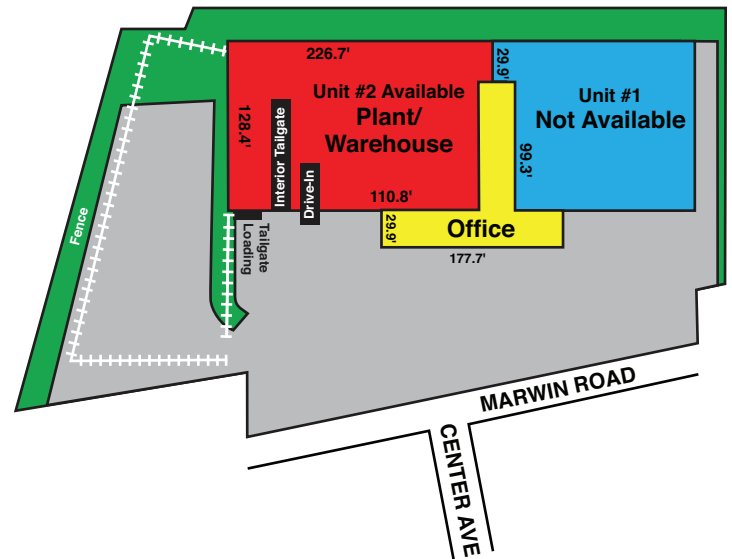 226.7'
29.9'
Unit #2 Available
Plant/
Warehouse
Unit #1
Not Available
128.4'
Interior Tailgate
Drive-In
99.3'
110.8'
Fence
Tailgate
Loading
29.9'
Office
177.7'
MARWIN ROAD
CENTER AVE